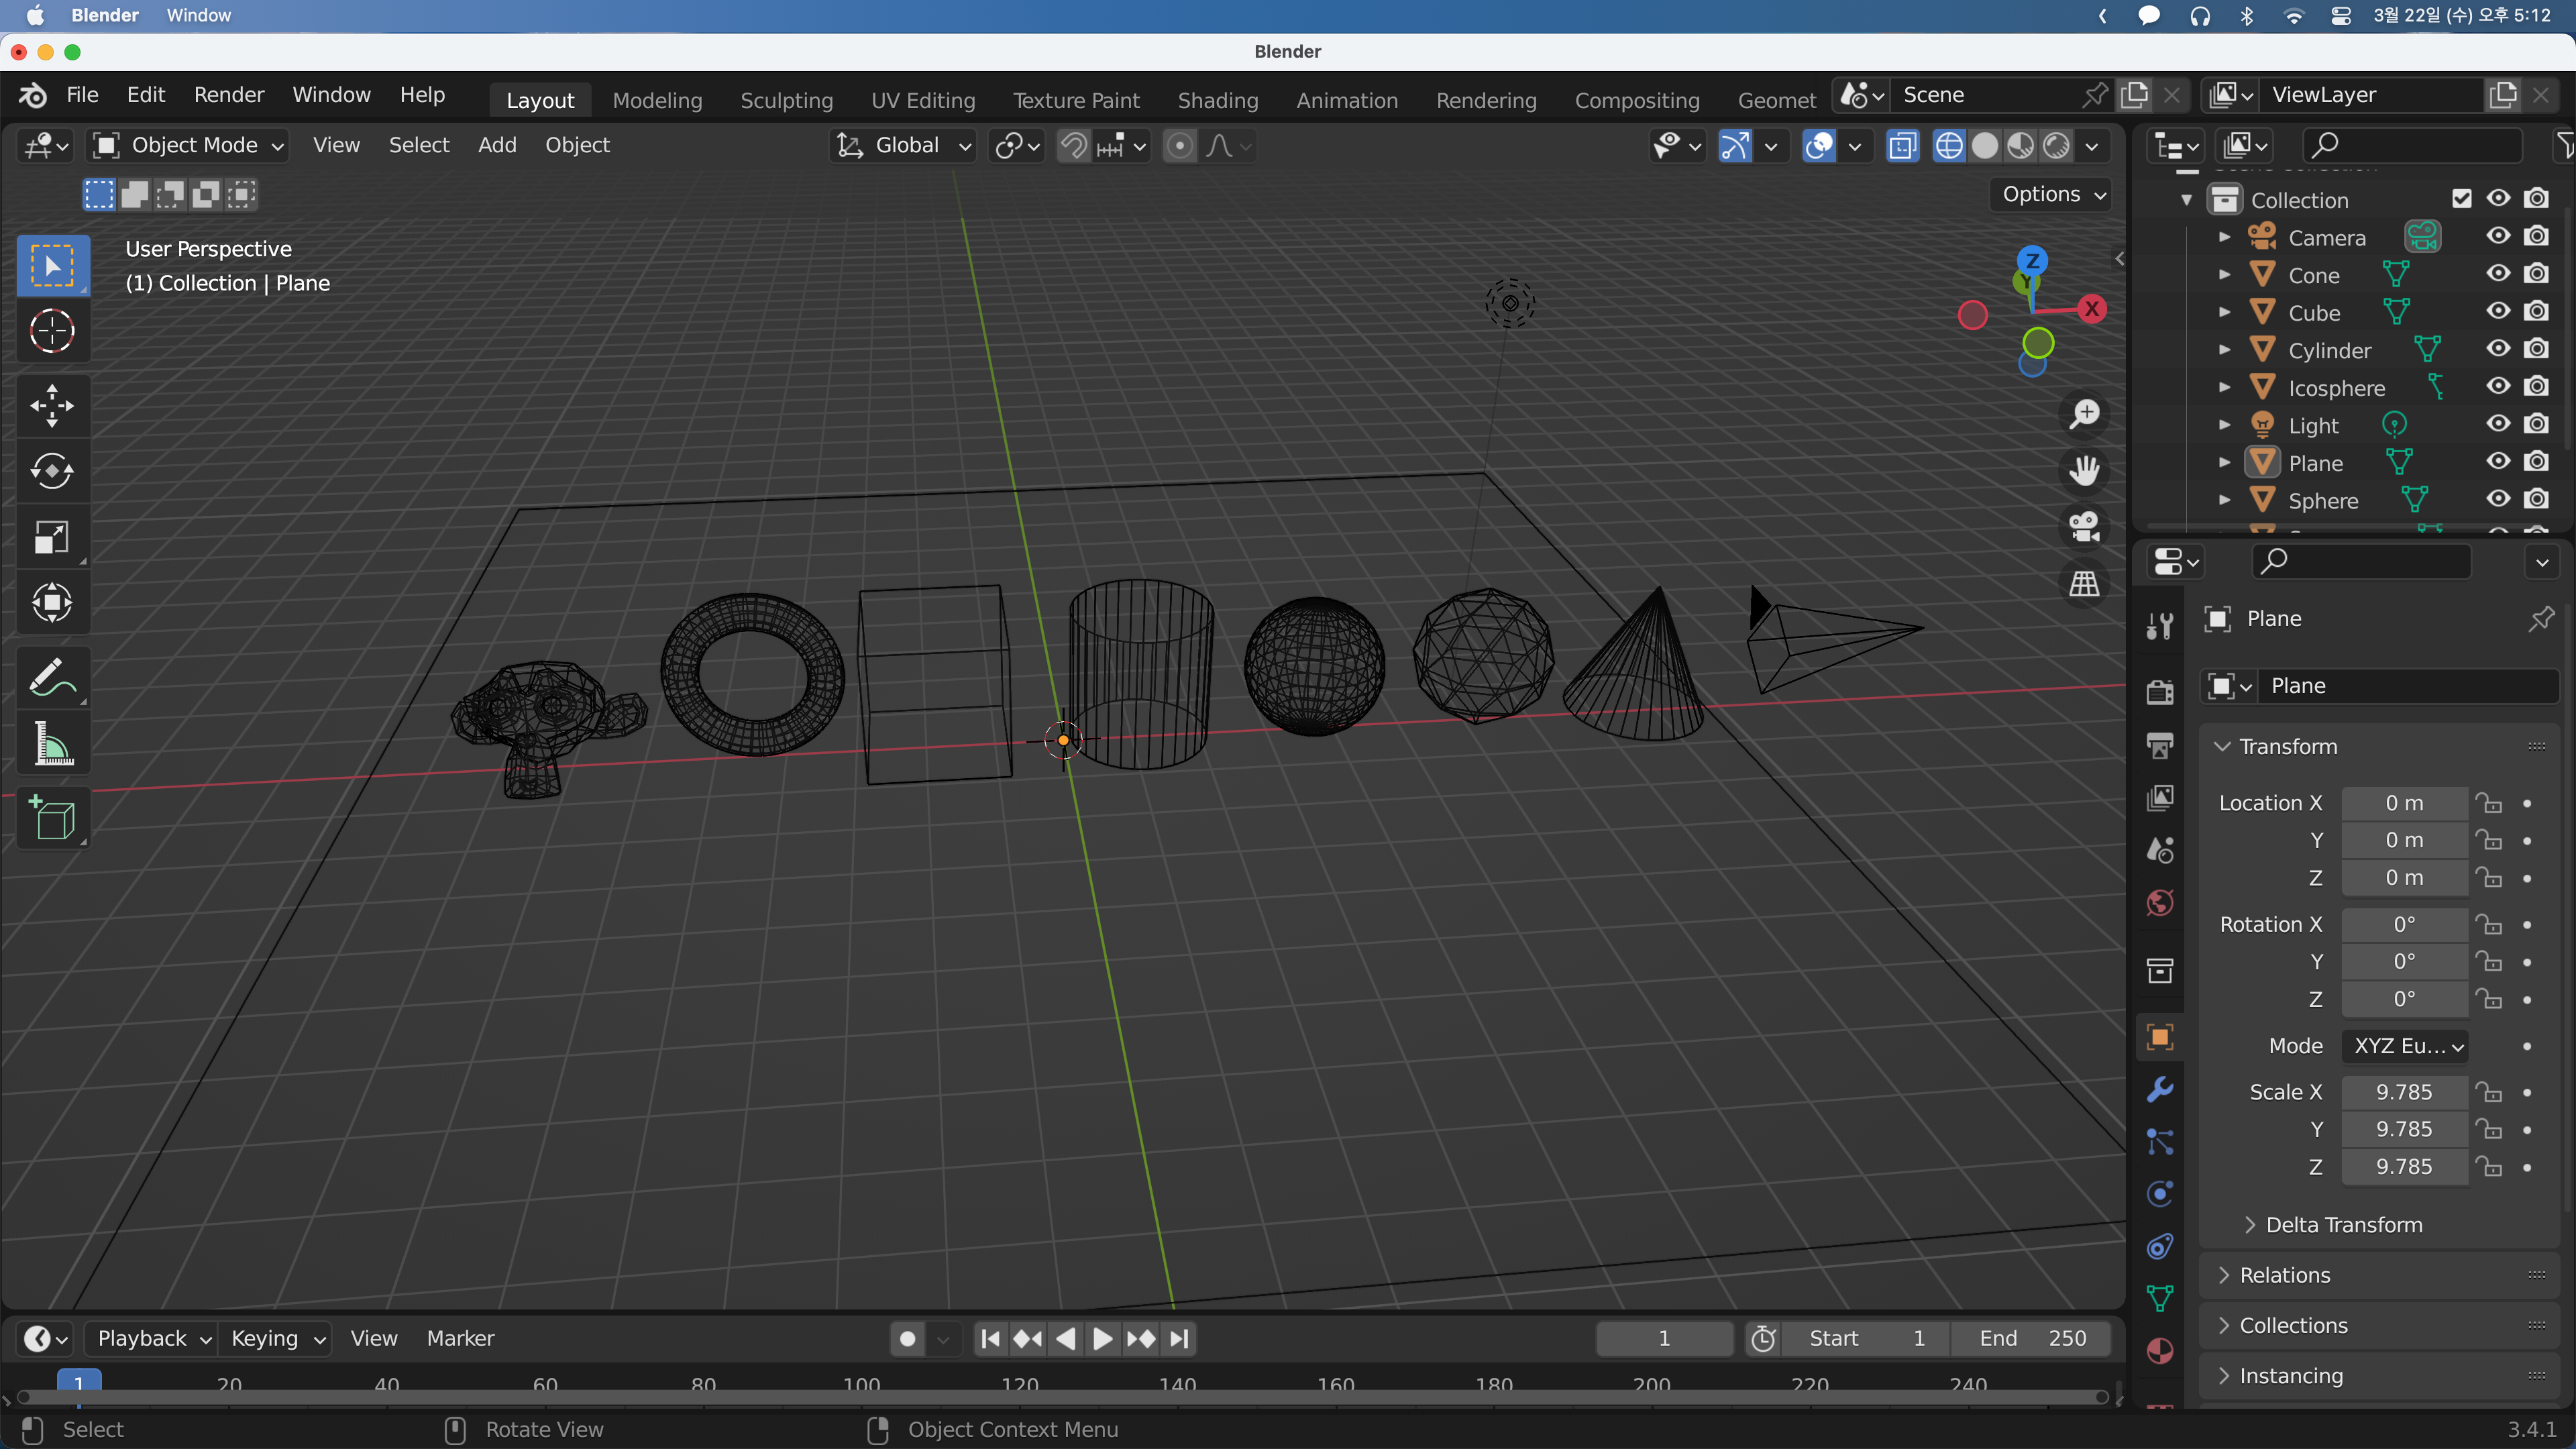 Blender Window 3월 22일 (수) 오후 5:12
Blender
File Edit Render Window Help Layout Modeling Sculpting UV Editing Texture Paint Shading Animation Rendering Compositing Geomet Scene ViewLayer
Object Mode View Select Add Object Global
Options
User Perspective
(1) Collection | Plane
Z
Y
X
Collection
Camera
Cone
Cube
Cylinder
Icosphere
Light
Plane
Sphere
Plane
Plane
Transform
Location X 0 m
Y 0 m
Z 0 m
Rotation X 0°
Y 0°
Z 0°
Mode XYZ Eu...
Scale X 9.785
Y 9.785
Z 9.785
Delta Transform
Relations
Collections
Instancing
Playback Keying View Marker 1 Start 1 End 250
1 20 40 60 80 100 120 140 160 180 200 220 240
Select Rotate View Object Context Menu 3.4.1